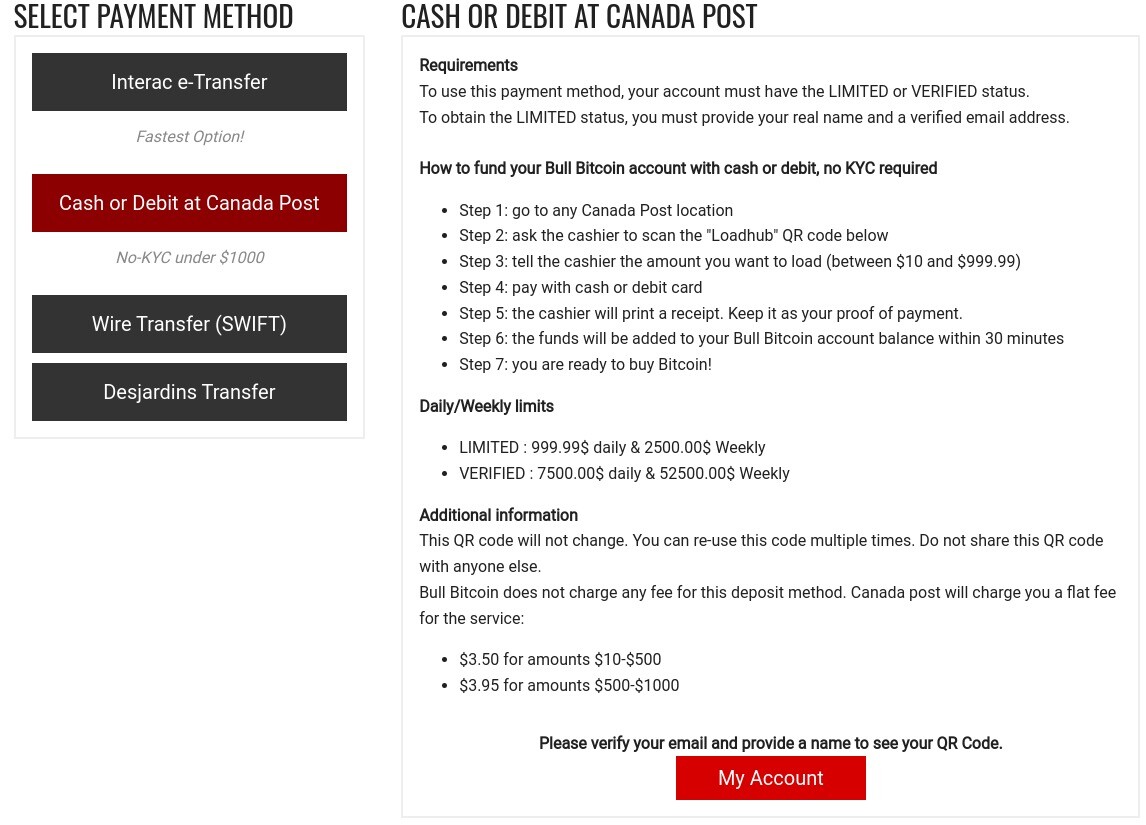 SELECT PAYMENT METHOD
Interac e-Transfer
Fastest Option!
Cash or Debit at Canada Post
No-KYC under $1000
Wire Transfer (SWIFT)
Desjardins Transfer
CASH OR DEBIT AT CANADA POST
Requirements
To use this payment method, your account must have the LIMITED or VERIFIED status.
To obtain the LIMITED status, you must provide your real name and a verified email address.
How to fund your Bull Bitcoin account with cash or debit, no KYC required
• Step 1: go to any Canada Post location
• Step 2: ask the cashier to scan the "Loadhub" QR code below
• Step 3: tell the cashier the amount you want to load (between $10 and $999.99)
• Step 4: pay with cash or debit card
• Step 5: the cashier will print a receipt. Keep it as your proof of payment.
• Step 6: the funds will be added to your Bull Bitcoin account balance within 30 minutes
• Step 7: you are ready to buy Bitcoin!
Daily/Weekly limits
• LIMITED : 999.99$ daily & 2500.00$ Weekly
• VERIFIED : 7500.00$ daily & 52500.00$ Weekly
Additional information
This QR code will not change. You can re-use this code multiple times. Do not share this QR code
with anyone else.
Bull Bitcoin does not charge any fee for this deposit method. Canada post will charge you a flat fee
for the service:
• $3.50 for amounts $10-$500
• $3.95 for amounts $500-$1000
Please verify your email and provide a name to see your QR Code.
My Account